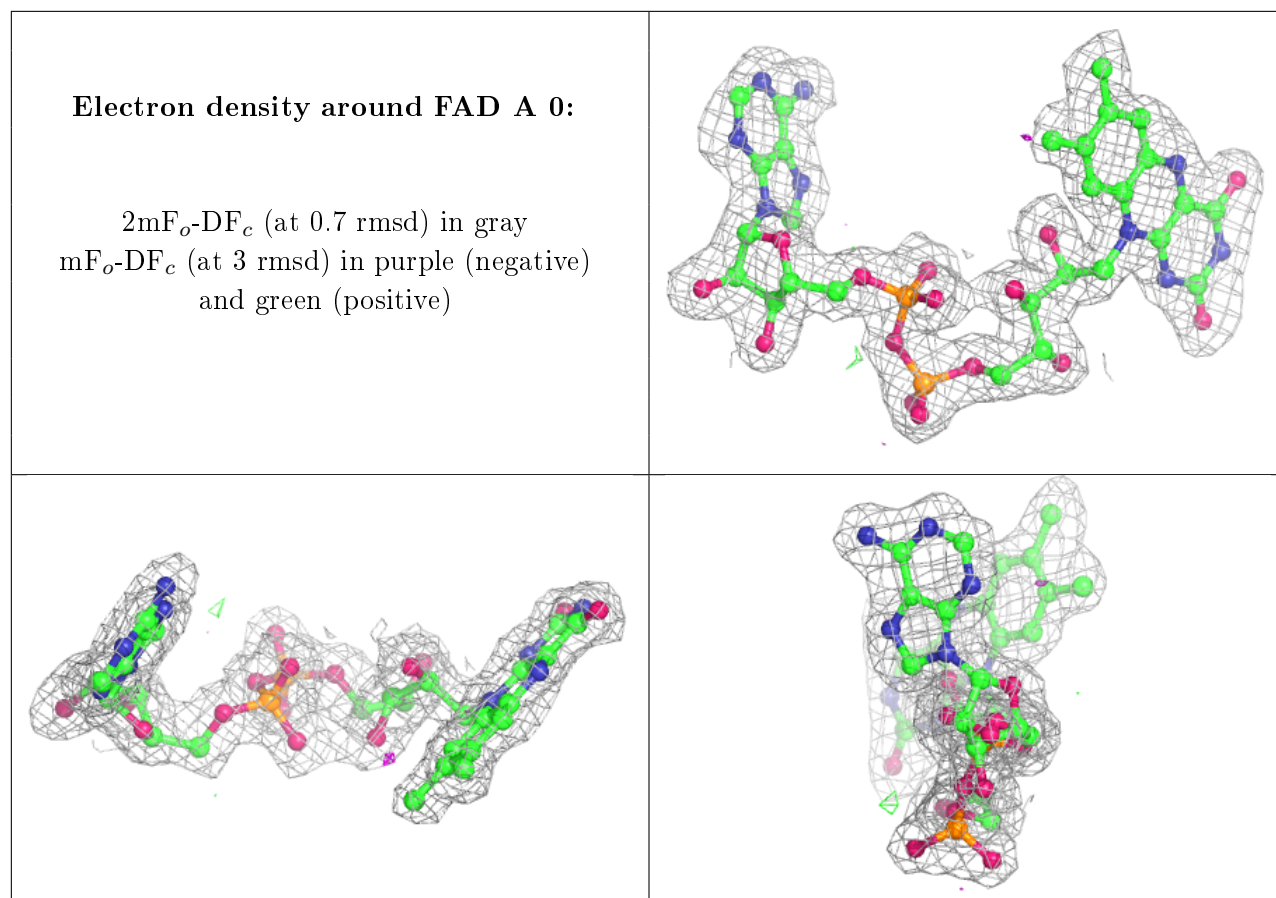 Electron density around FAD A 0:
2mFo-DFc (at 0.7 rmsd) in gray
mFo-DFc (at 3 rmsd) in purple (negative)
and green (positive)